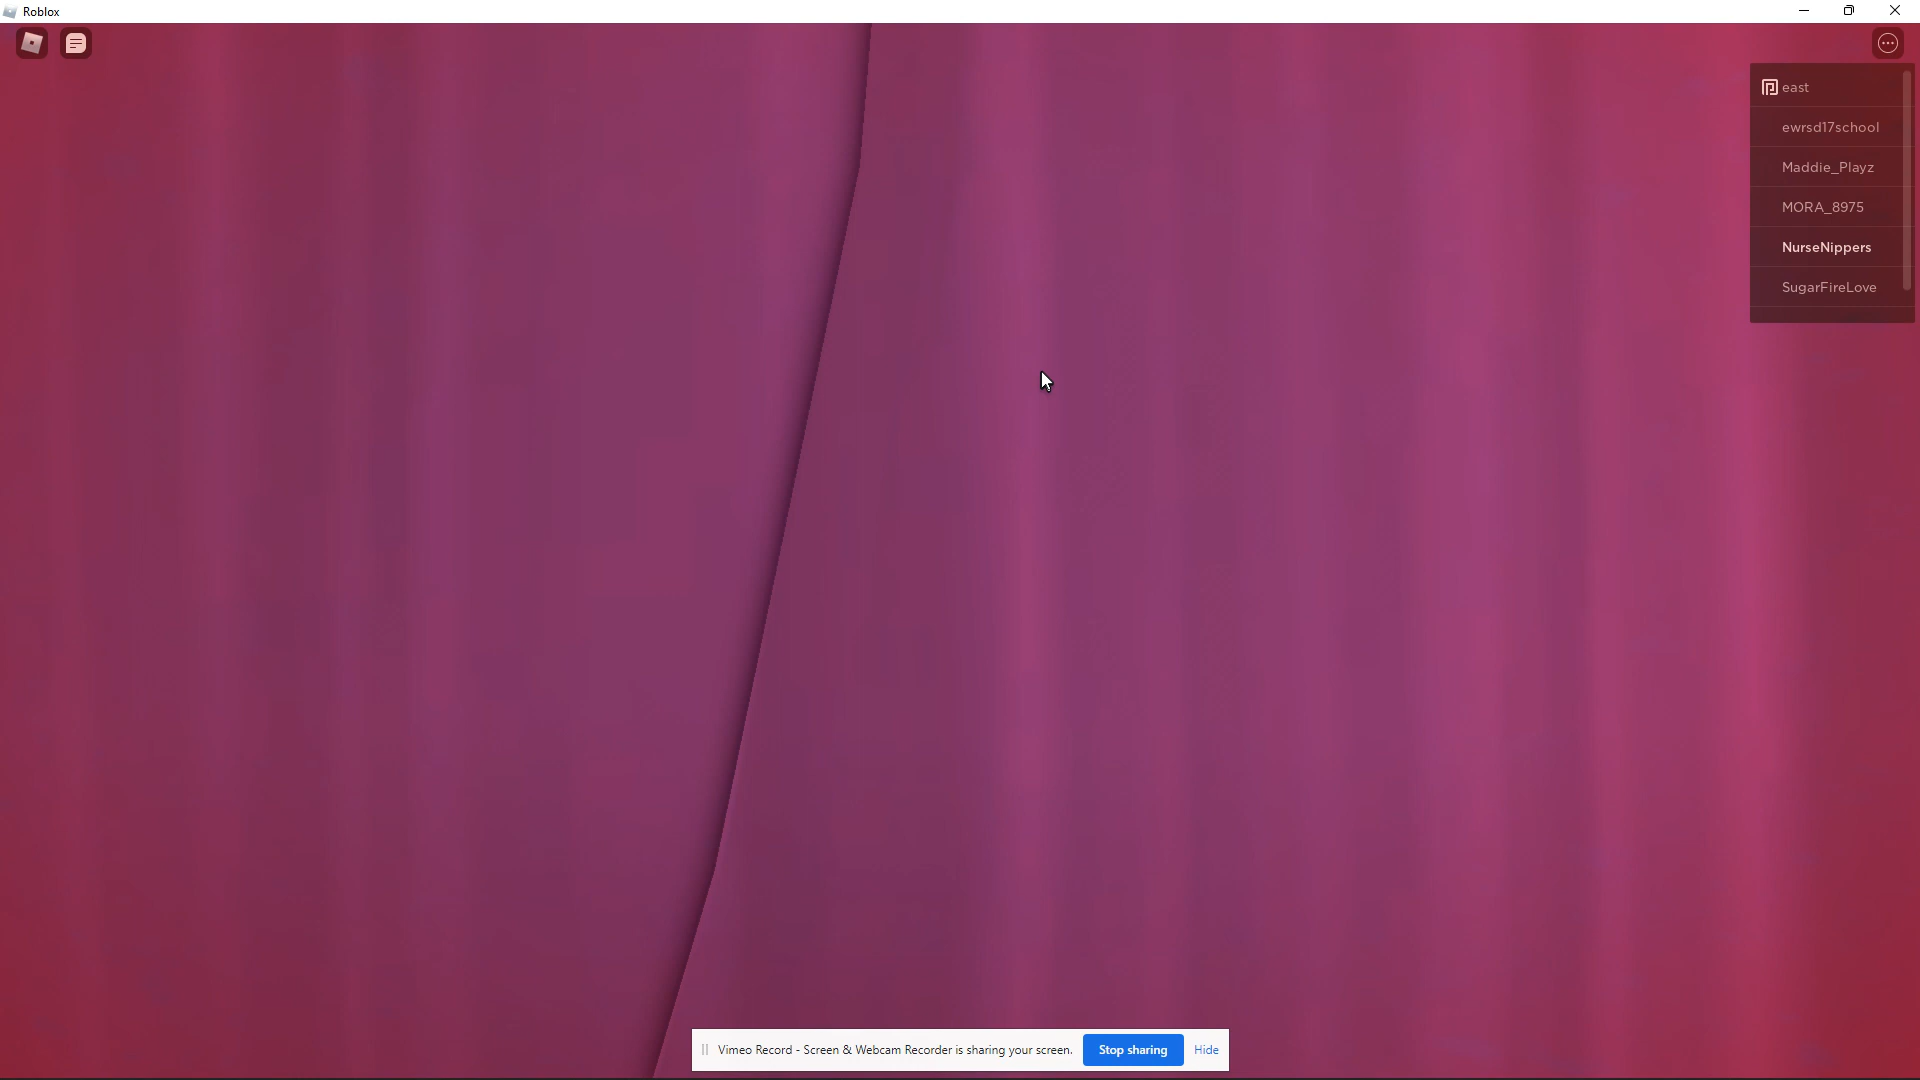 Roblox
east
ewrsd17school
Maddie_Playz
MORA_8975
NurseNippers
SugarFireLove
Vimeo Record - Screen & Webcam Recorder is sharing your screen.
Stop sharing
Hide